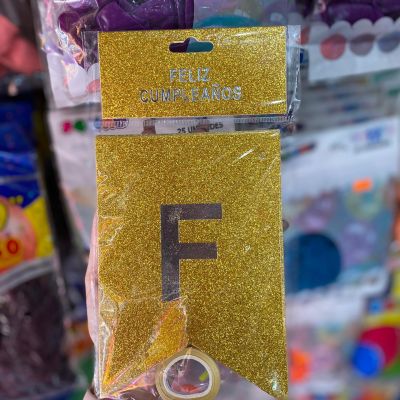 FELIZ
CUMPLEAÑOS
25 UNIDADES
F